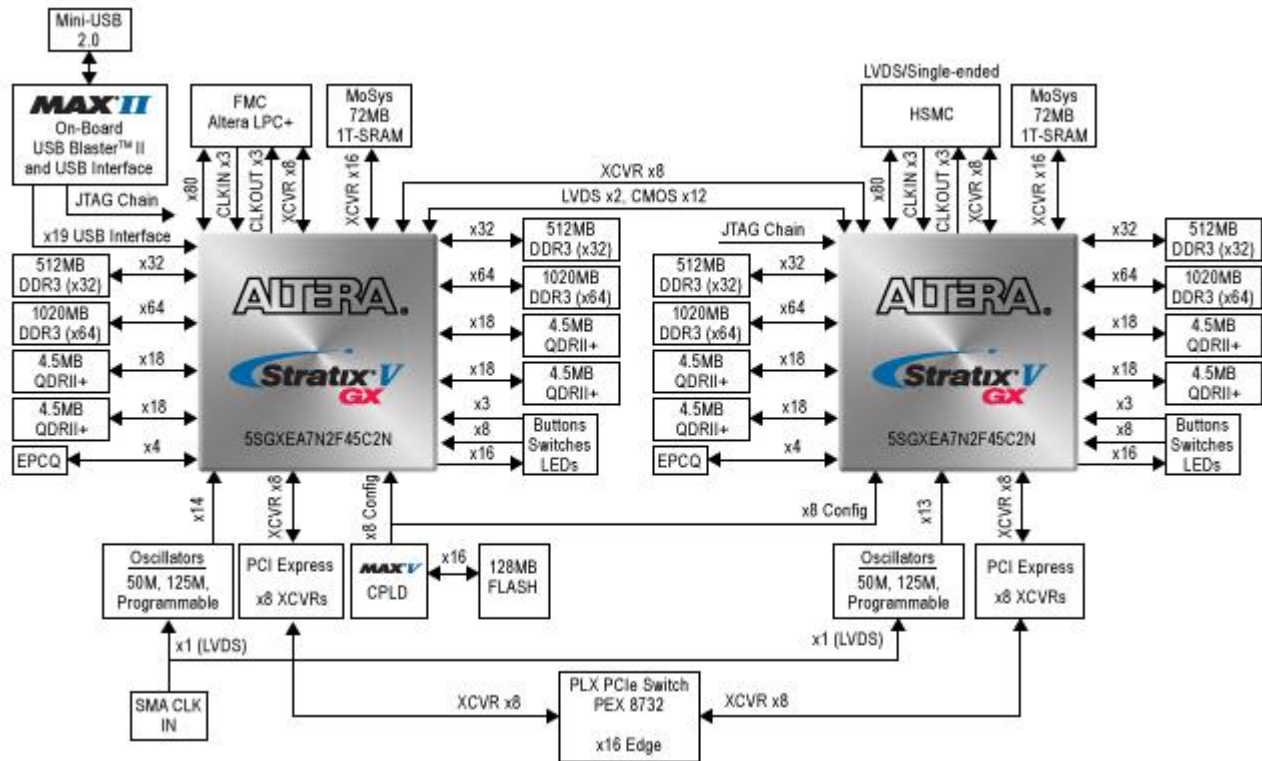 Mini-USB
2.0
MAX II
On-Board
USB Blaster™ II
and USB Interface
JTAG Chain
x19 USB Interface
FMC
Altera LPC+
x80
CLKIN x3
CLKOUT x3
XCVR x8
MoSys
72MB
1T-SRAM
XCVR x16
XCVR x8
LVDS x2, CMOS x12
LVDS/Single-ended
HSMC
x80
CLKIN x3
CLKOUT x3
XCVR x8
MoSys
72MB
1T-SRAM
XCVR x16
512MB
DDR3 (x32)
x32
1020MB
DDR3 (x64)
x64
4.5MB
QDRII+
x18
4.5MB
QDRII+
x18
EPCQ
x4
ALTERA®
Stratix® V
GX
5SGXEA7N2F45C2N
x32
512MB
DDR3 (x32)
x64
1020MB
DDR3 (x64)
x18
4.5MB
QDRII+
x18
4.5MB
QDRII+
x3
x8
x16
Buttons
Switches
LEDs
JTAG Chain
512MB
DDR3 (x32)
x32
1020MB
DDR3 (x64)
x64
4.5MB
QDRII+
x18
4.5MB
QDRII+
x18
EPCQ
x4
ALTERA®
Stratix® V
GX
5SGXEA7N2F45C2N
x32
512MB
DDR3 (x32)
x64
1020MB
DDR3 (x64)
x18
4.5MB
QDRII+
x18
4.5MB
QDRII+
x3
x8
x16
Buttons
Switches
LEDs
x14
XCVR x8
x8 Config
x8 Config
x13
XCVR x8
Oscillators
50M, 125M,
Programmable
PCI Express
x8 XCVRs
MAX V
CPLD
x16
128MB
FLASH
Oscillators
50M, 125M,
Programmable
PCI Express
x8 XCVRs
x1 (LVDS)
x1 (LVDS)
SMA CLK
IN
XCVR x8
PLX PCIe Switch
PEX 8732
x16 Edge
XCVR x8